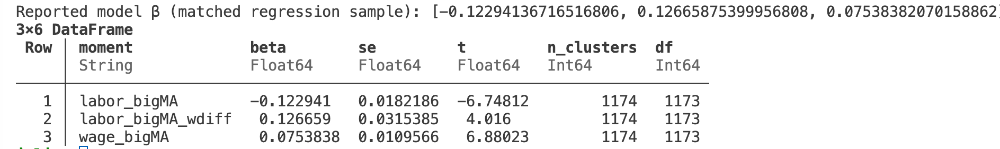 Reported model β (matched regression sample): [-0.12294136716516806, 0.12665875399956808, 0.07538382070158862]
3×6 DataFrame
Row moment beta se t n_clusters df
String Float64 Float64 Float64 Int64 Int64
1 labor_bigMA -0.122941 0.0182186 -6.74812 1174 1173
2 labor_bigMA_wdiff 0.126659 0.0315385 4.016 1174 1173
3 wage_bigMA 0.0753838 0.0109566 6.88023 1174 1173